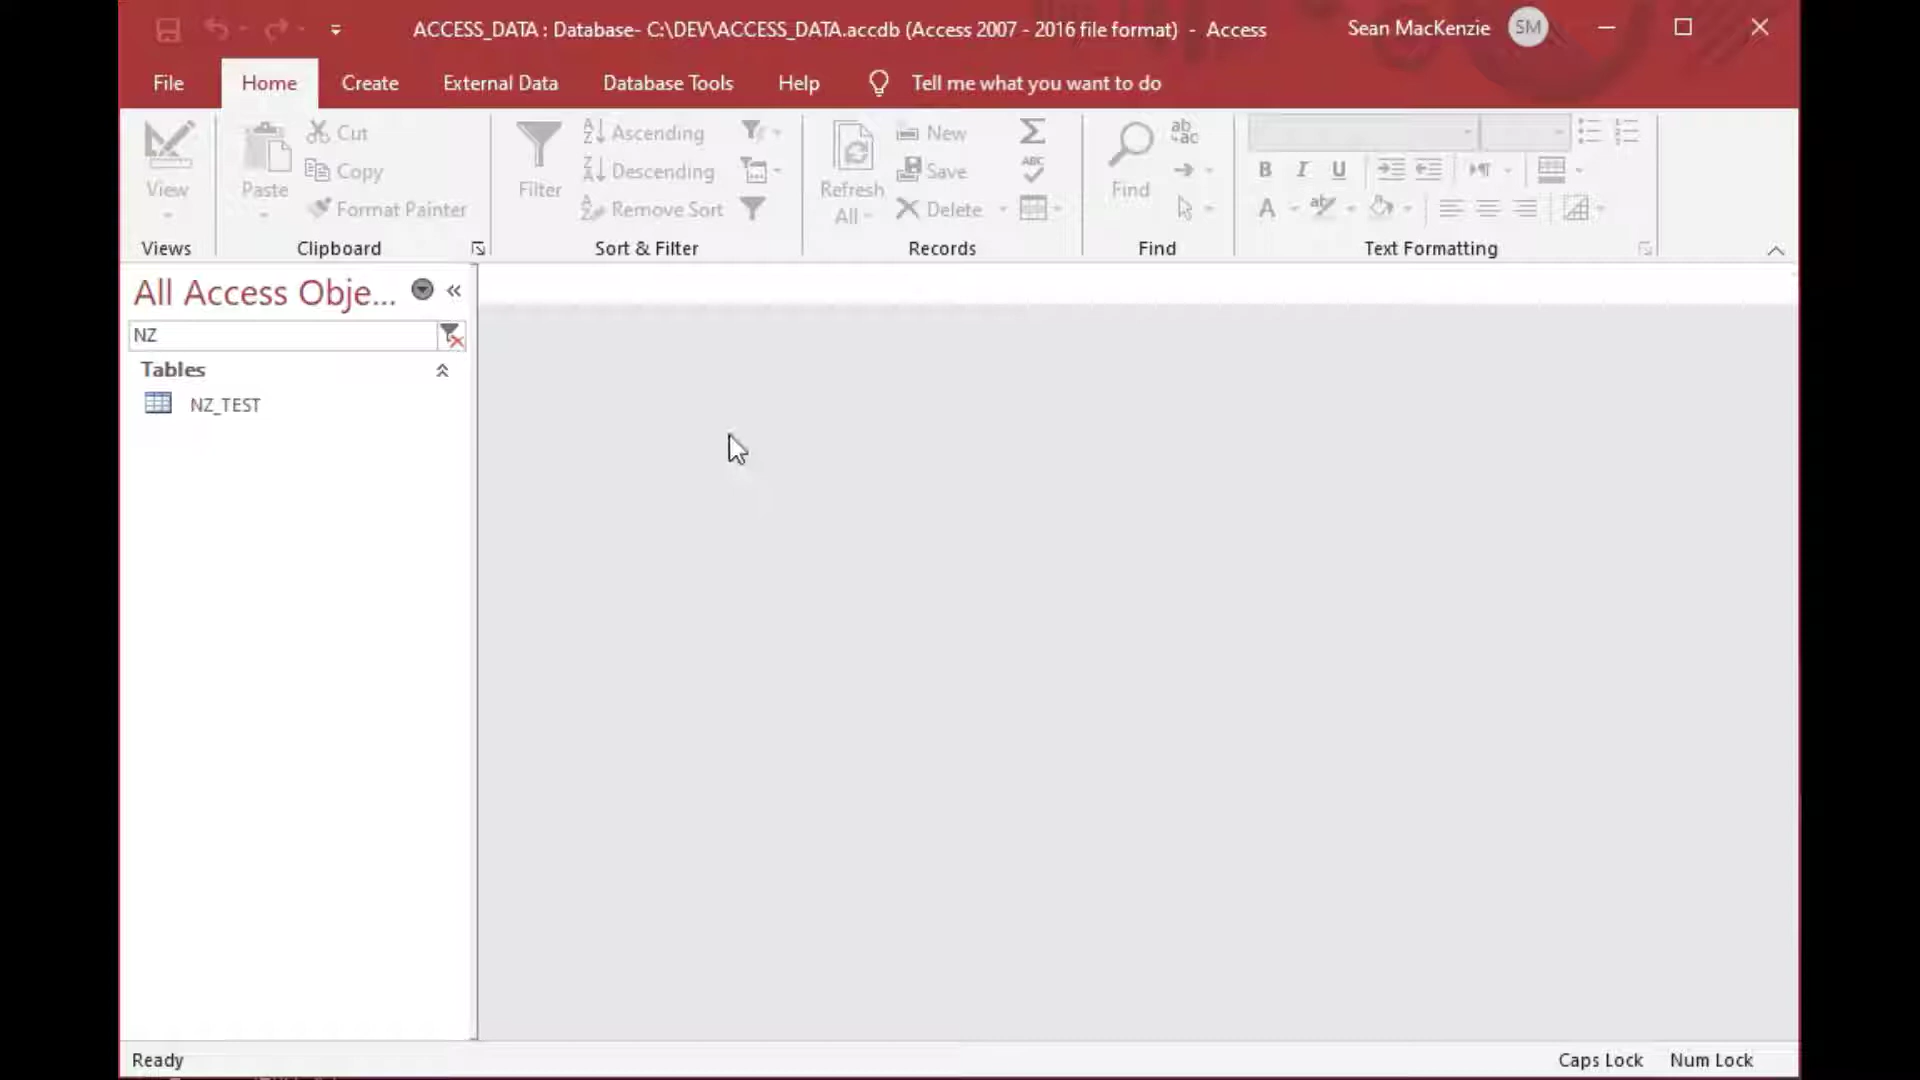 ACCESS_DATA : Database- C:\DEV\ACCESS_DATA.accdb (Access 2007 - 2016 file format) - Access
Sean MacKenzie SM
File Home Create External Data Database Tools Help Tell me what you want to do
View
Views
Paste
Cut
Copy
Format Painter
Clipboard
Filter
Ascending
Descending
Remove Sort
Sort & Filter
Refresh
All
New
Save
Delete
Records
Find
Find
B I U
A
Text Formatting
All Access Obje...
NZ
Tables
NZ_TEST
Ready
Caps Lock Num Lock